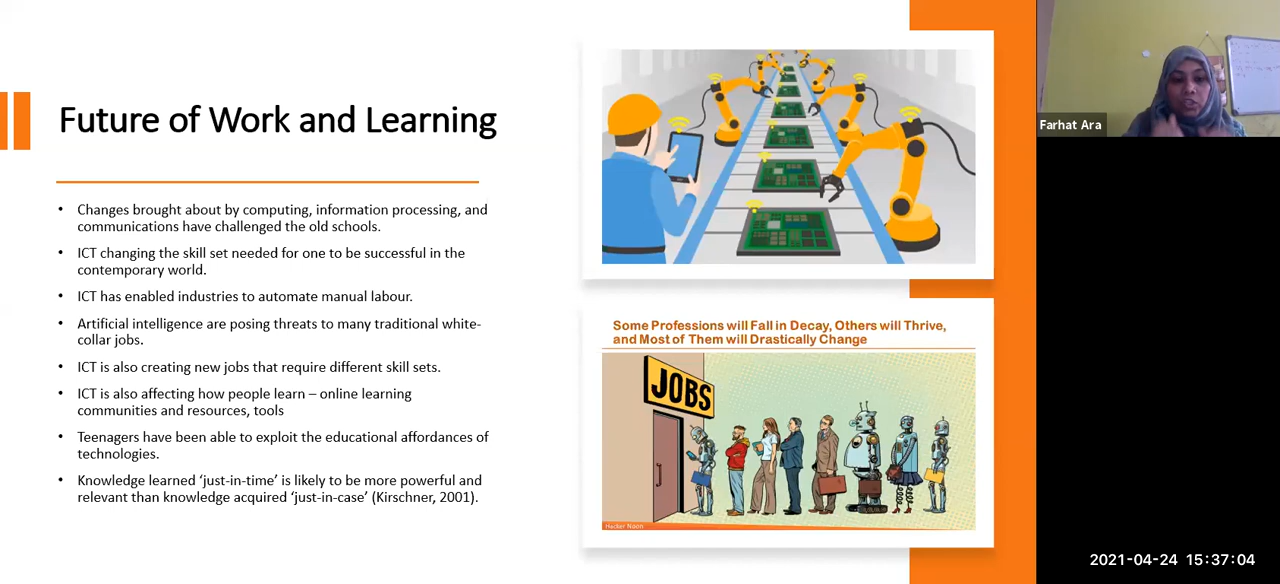 Future of Work and Learning
• Changes brought about by computing, information processing, and
communications have challenged the old schools.
• ICT changing the skill set needed for one to be successful in the
contemporary world.
• ICT has enabled industries to automate manual labour.
• Artificial intelligence are posing threats to many traditional white-
collar jobs.
• ICT is also creating new jobs that require different skill sets.
• ICT is also affecting how people learn – online learning
communities and resources, tools
• Teenagers have been able to exploit the educational affordances of
technologies.
• Knowledge learned ‘just-in-time’ is likely to be more powerful and
relevant than knowledge acquired ‘just-in-case’ (Kirschner, 2001).
Some Professions will Fall in Decay, Others will Thrive,
and Most of Them will Drastically Change
JOBS
Hacker Noon
Farhat Ara
2021-04-24 15:37:04